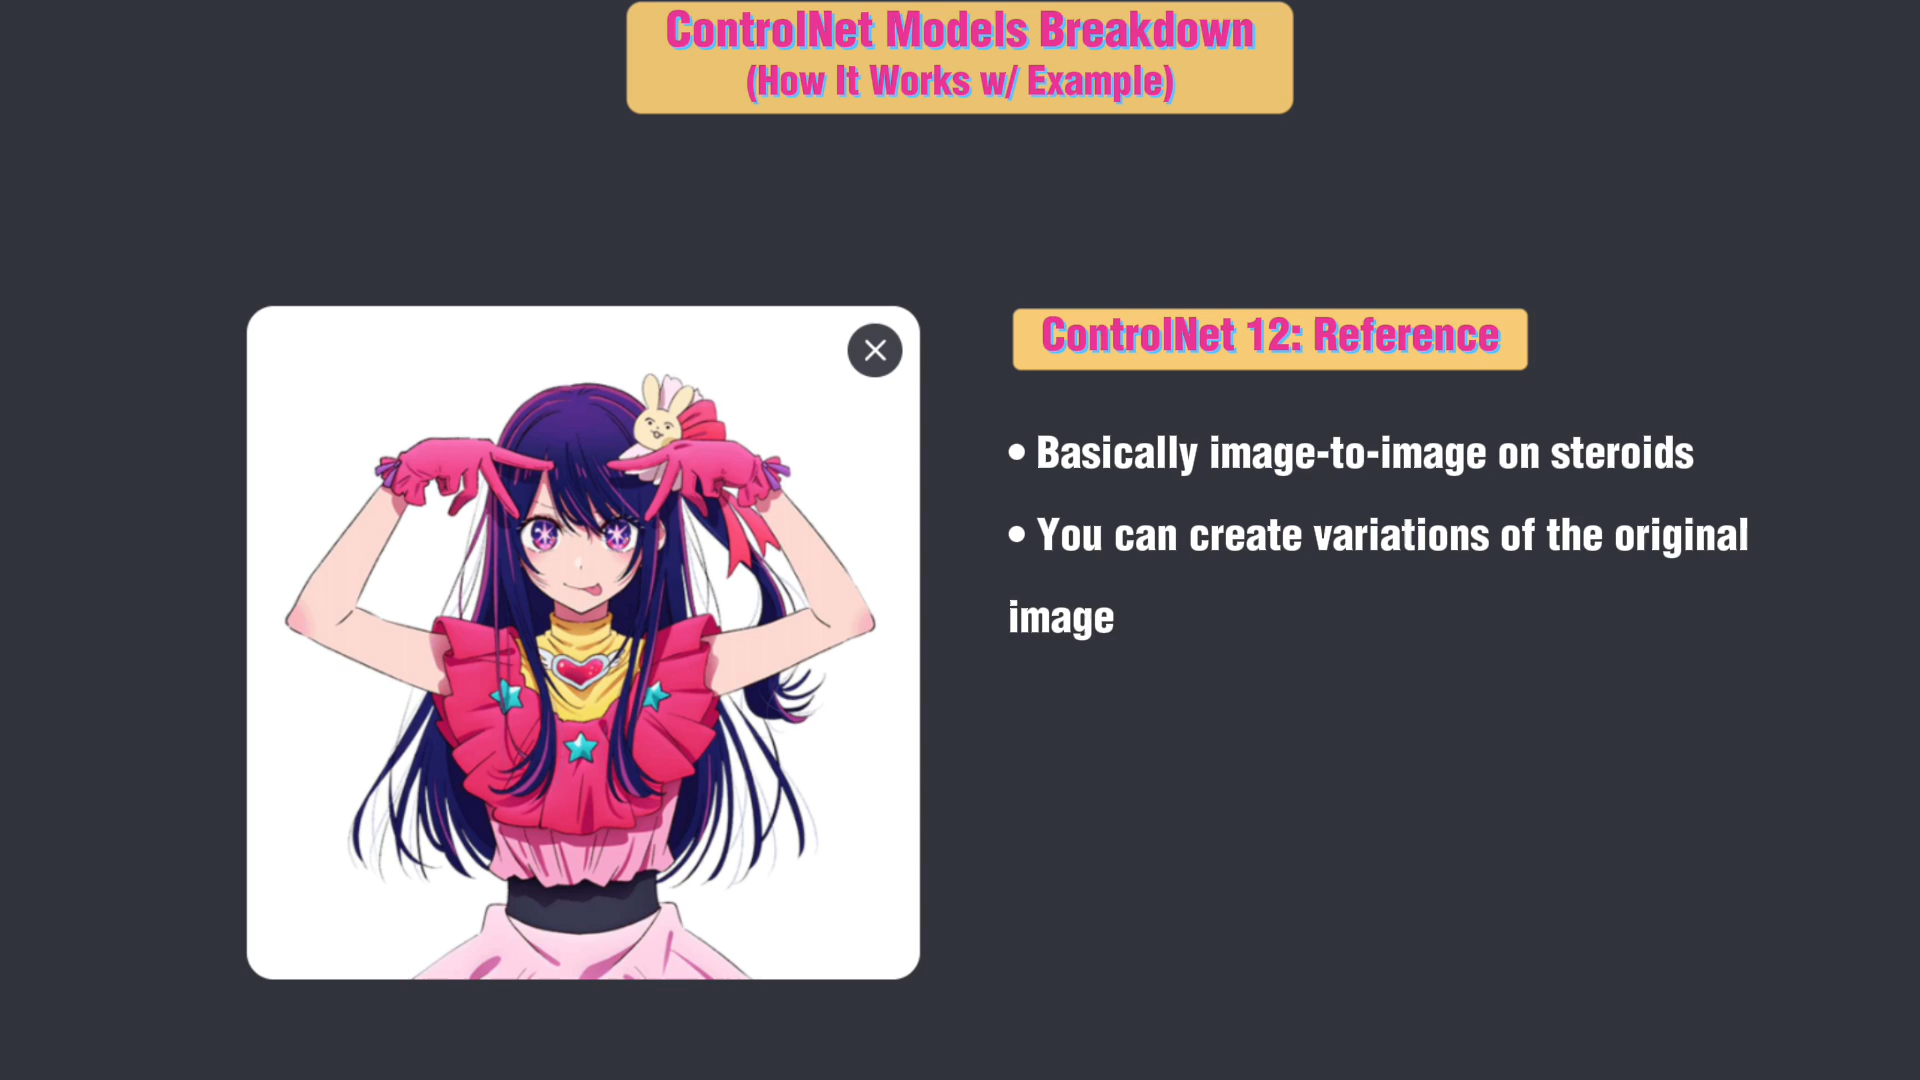 ControlNet Models Breakdown
(How It Works w/ Example)
ControlNet 12: Reference
• Basically image-to-image on steroids
• You can create variations of the original
image